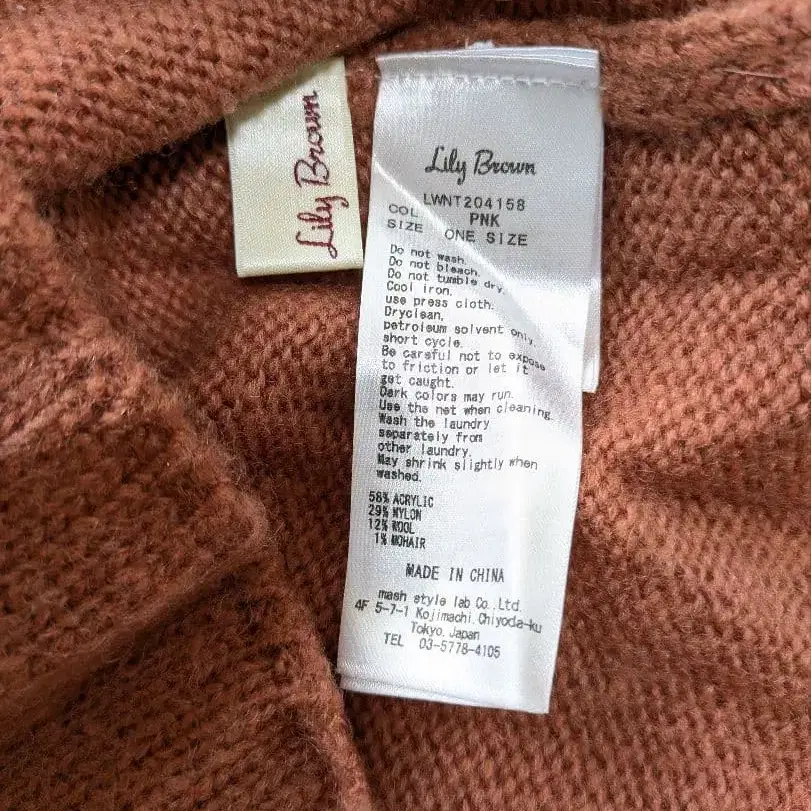 Lily Brown
Lily Brown
LWNT204158
COL PNK
SIZE ONE SIZE
Do not wash.
Do not bleach.
Do not tumble dry.
Cool iron.
use press cloth.
Dryclean,
petroleum solvent only,
short cycle.
Be careful not to expose
to friction or let it
get caught.
Dark colors may run.
Use the net when cleaning.
Wash the laundry
separately from
other laundry.
May shrink slightly when
washed.
58% ACRYLIC
29% NYLON
12% WOOL
1% MOHAIR
MADE IN CHINA
mash style lab Co.,Ltd.
4F 5-7-1 Kojimachi,Chiyoda-ku
Tokyo,Japan
TEL 03-5778-4105